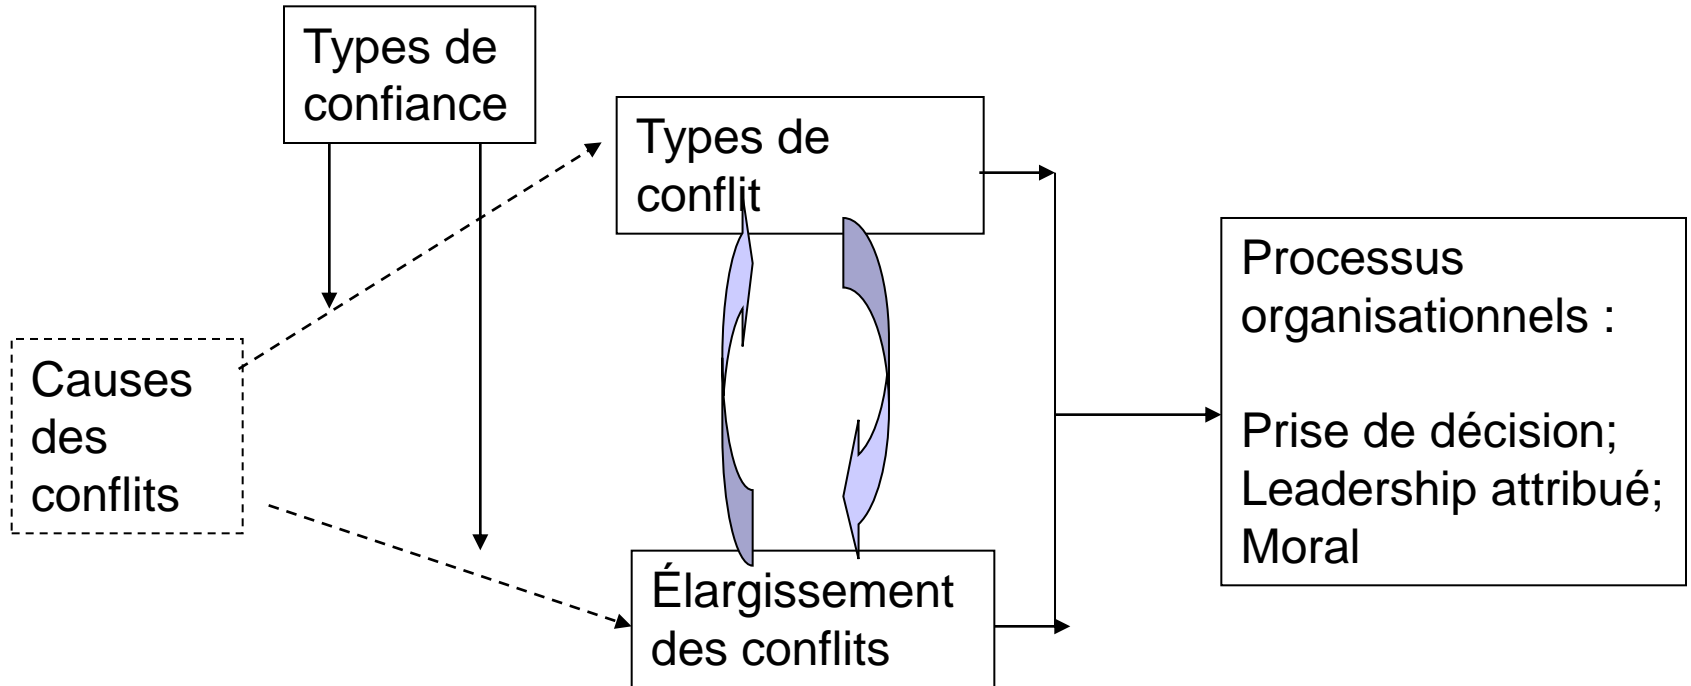 Types de
confiance
Types de
conflit
Causes
des
conflits
Processus
organisationnels :
Prise de décision;
Leadership attribué;
Moral
Élargissement
des conflits